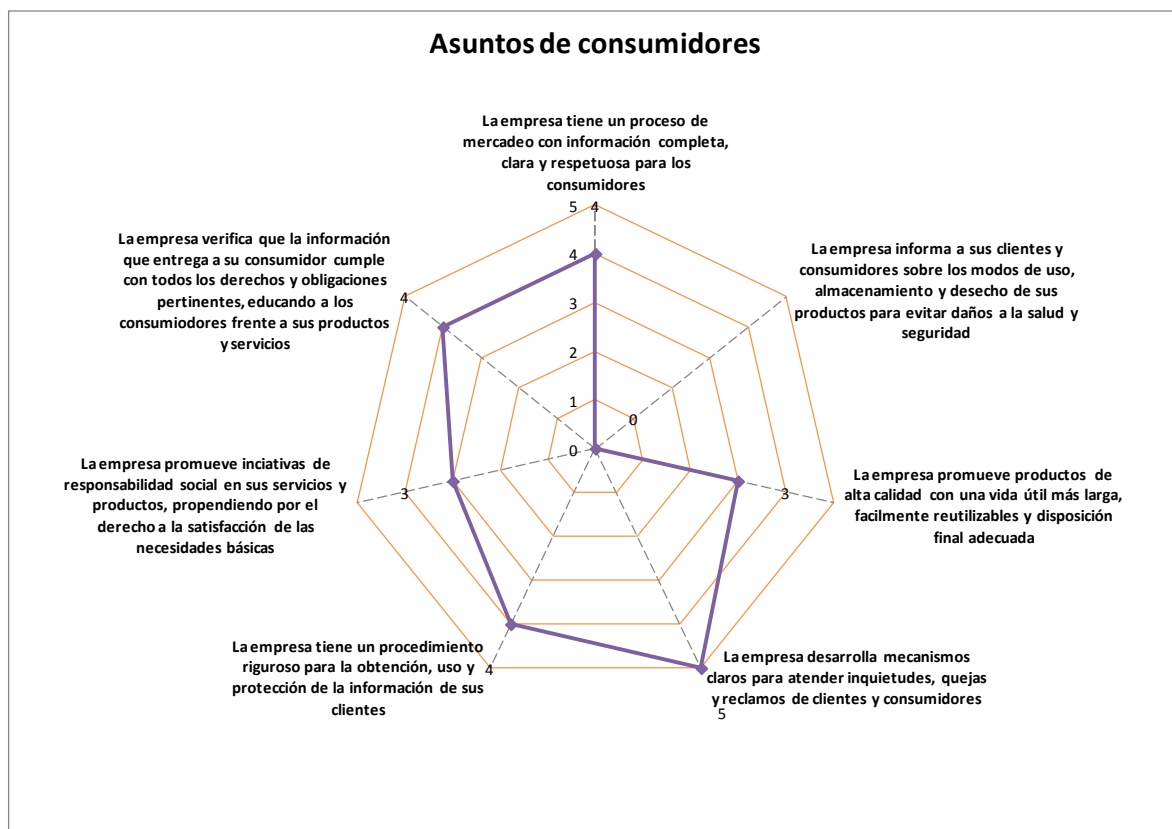 Asuntos de consumidores
La empresa tiene un proceso de
mercadeo con información completa,
clara y respetuosa para los
consumidores
5 4
4
3
2
1
0
La empresa informa a sus clientes y
consumidores sobre los modos de uso,
almacenamiento y desecho de sus
productos para evitar daños a la salud y
seguridad
0
La empresa promueve productos de
alta calidad con una vida útil más larga,
facilmente reutilizables y disposición
final adecuada
3
La empresa desarrolla mecanismos
claros para atender inquietudes, quejas
y reclamos de clientes y consumidores
5
La empresa tiene un procedimiento
riguroso para la obtención, uso y
protección de la información de sus
clientes
4
La empresa promueve inciativas de
responsabilidad social en sus servicios y
productos, propendiendo por el
derecho a la satisfacción de las
necesidades básicas
3
La empresa verifica que la información
que entrega a su consumidor cumple
con todos los derechos y obligaciones
pertinentes, educando a los
consumiodores frente a sus productos
y servicios
4